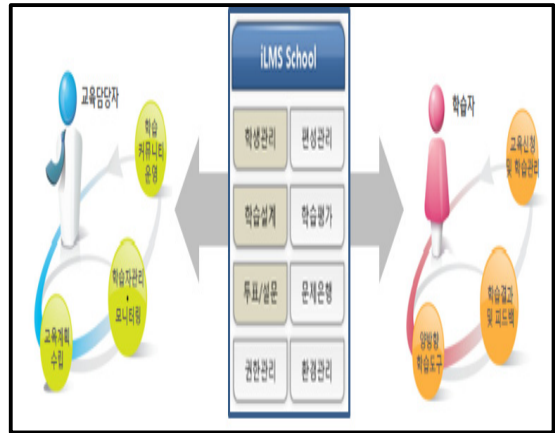 iLMS School
교육담당자
학습
커뮤니티
운영
학습자관리
•
모니터링
교육계획
수립
학생관리
편성관리
학습설계
학습평가
투표/설문
문제은행
권한관리
환경관리
학습자
교육신청
및 학습관리
학습결과
및 피드백
양방향
학습도구